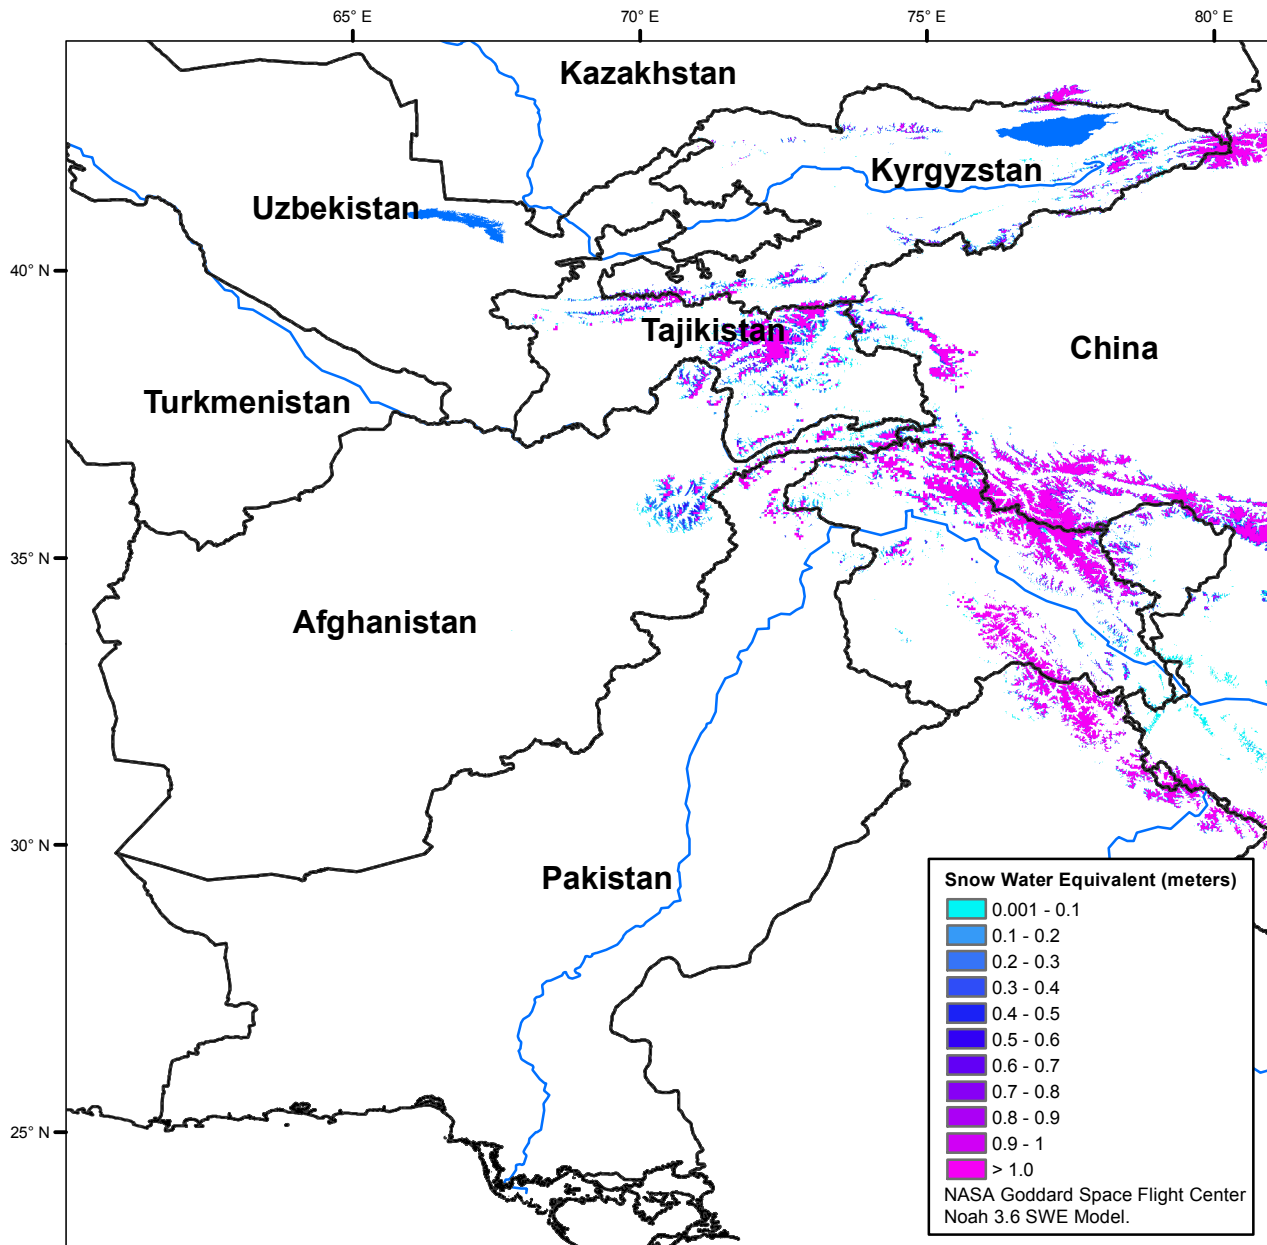 65° E
70° E
75° E
80° E
Kazakhstan
Kyrgyzstan
Uzbekistan
40° N
Tajikistan
China
Turkmenistan
35° N
Afghanistan
30° N
Pakistan
25° N
Snow Water Equivalent (meters)
0.001 - 0.1
0.1 - 0.2
0.2 - 0.3
0.3 - 0.4
0.4 - 0.5
0.5 - 0.6
0.6 - 0.7
0.7 - 0.8
0.8 - 0.9
0.9 - 1
> 1.0
NASA Goddard Space Flight Center
Noah 3.6 SWE Model.